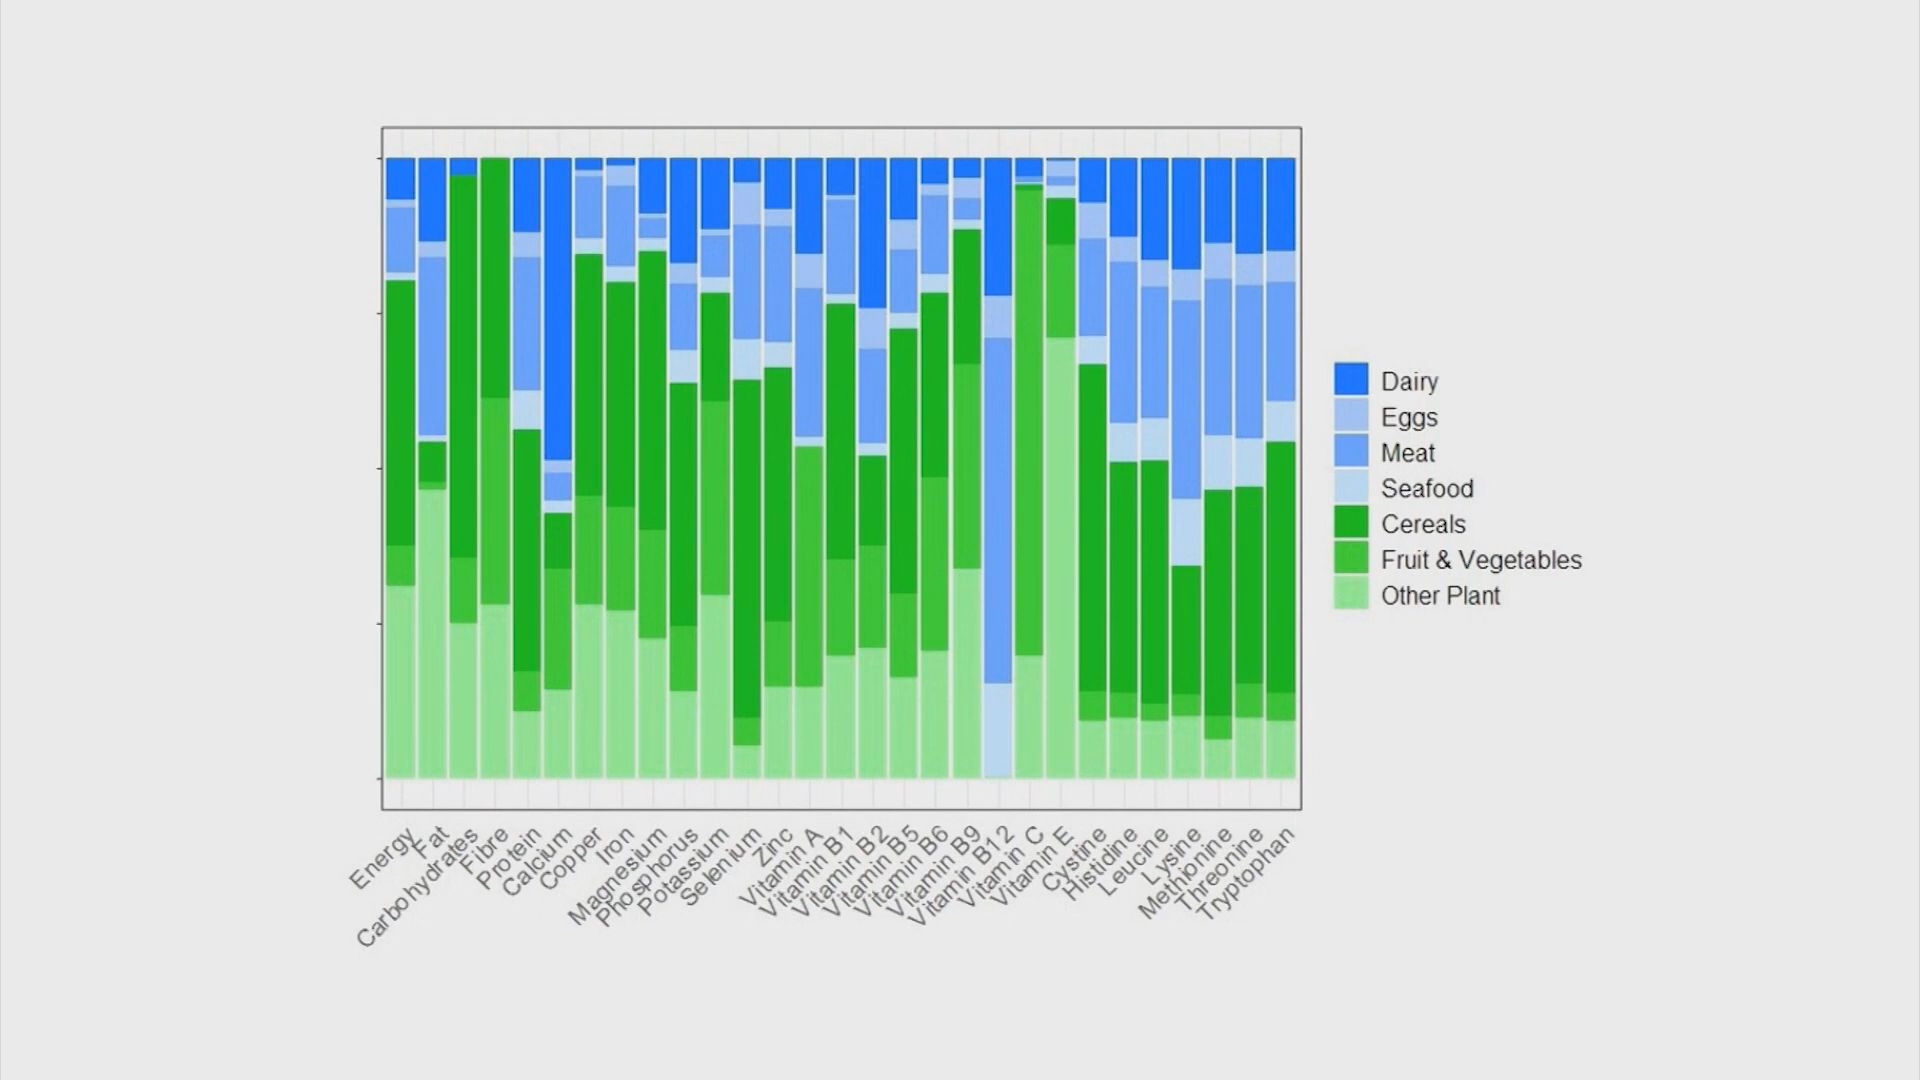 Dairy
Eggs
Meat
Seafood
Cereals
Fruit & Vegetables
Other Plant
Energy
Fat
Carbohydrates
Fibre
Protein
Calcium
Copper
Iron
Magnesium
Phosphorus
Potassium
Selenium
Zinc
Vitamin A
Vitamin B1
Vitamin B2
Vitamin B5
Vitamin B6
Vitamin B9
Vitamin B12
Vitamin C
Vitamin E
Cystine
Histidine
Leucine
Lysine
Methionine
Threonine
Tryptophan